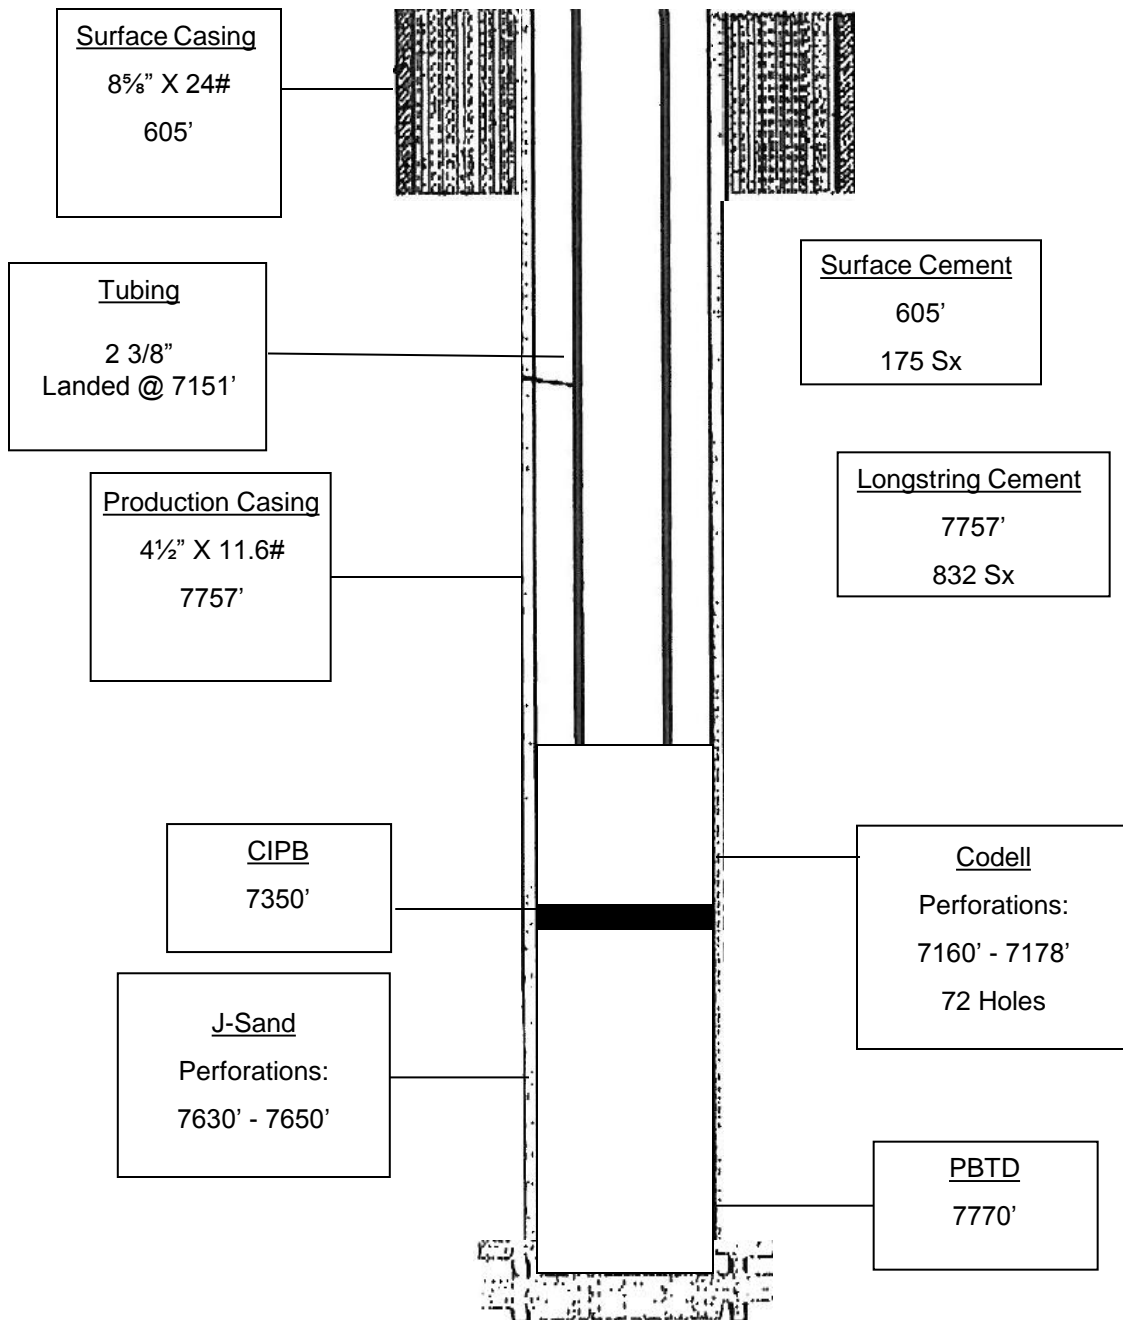 Surface Casing
8⅝” X 24#
605’
Tubing
2 3/8”
Landed @ 7151’
Production Casing
4½” X 11.6#
7757’
CIPB
7350’
J-Sand
Perforations:
7630’ - 7650’
Surface Cement
605’
175 Sx
Longstring Cement
7757’
832 Sx
Codell
Perforations:
7160’ - 7178’
72 Holes
PBTD
7770’